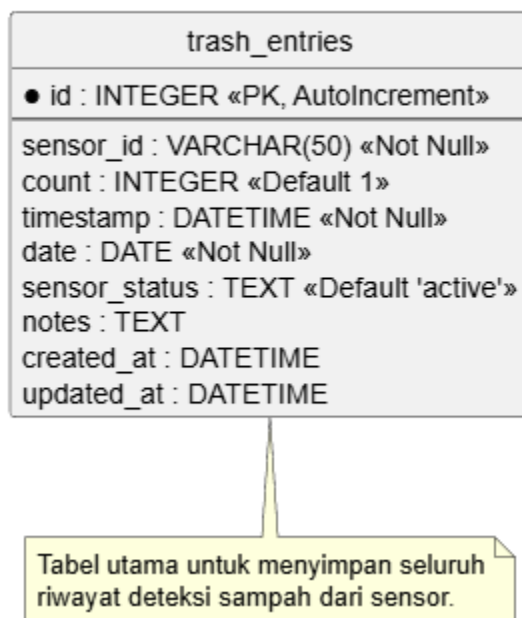 trash_entries
● id : INTEGER «PK, AutoIncrement»
sensor_id : VARCHAR(50) «Not Null»
count : INTEGER «Default 1»
timestamp : DATETIME «Not Null»
date : DATE «Not Null»
sensor_status : TEXT «Default 'active'»
notes : TEXT
created_at : DATETIME
updated_at : DATETIME
Tabel utama untuk menyimpan seluruh
riwayat deteksi sampah dari sensor.